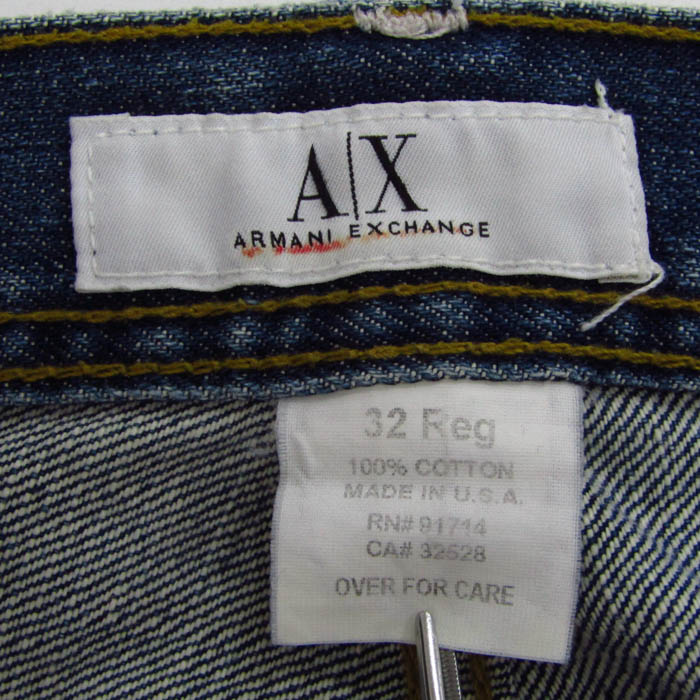 A|X
ARMANI EXCHANGE
32 Reg
100% COTTON
MADE IN U.S.A.
RN# 91714
CA# 32528
OVER FOR CARE